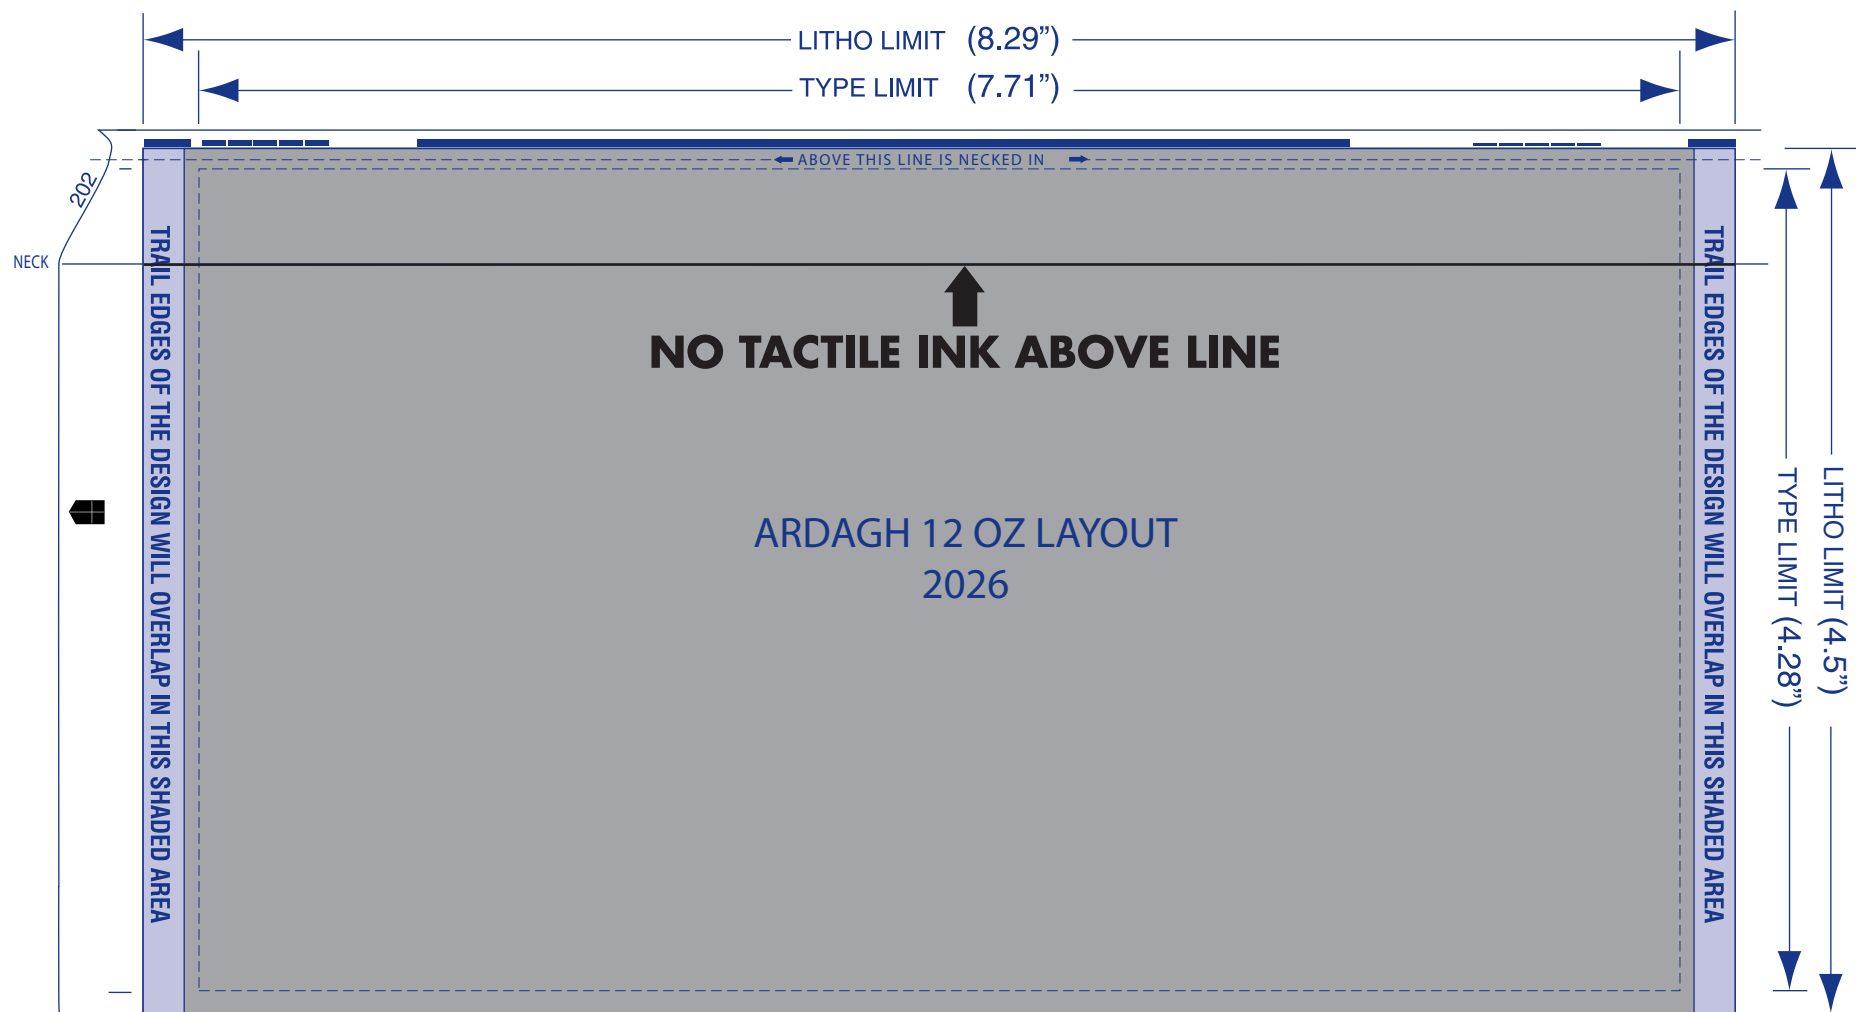 LITHO LIMIT (8.29”)
TYPE LIMIT (7.71”)
ABOVE THIS LINE IS NECKED IN
202
NECK
NO TACTILE INK ABOVE LINE
ARDAGH 12 OZ LAYOUT
2026
TRAIL EDGES OF THE DESIGN WILL OVERLAP IN THIS SHADED AREA
TRAIL EDGES OF THE DESIGN WILL OVERLAP IN THIS SHADED AREA
TYPE LIMIT (4.28”)
LITHO LIMIT (4.5”)